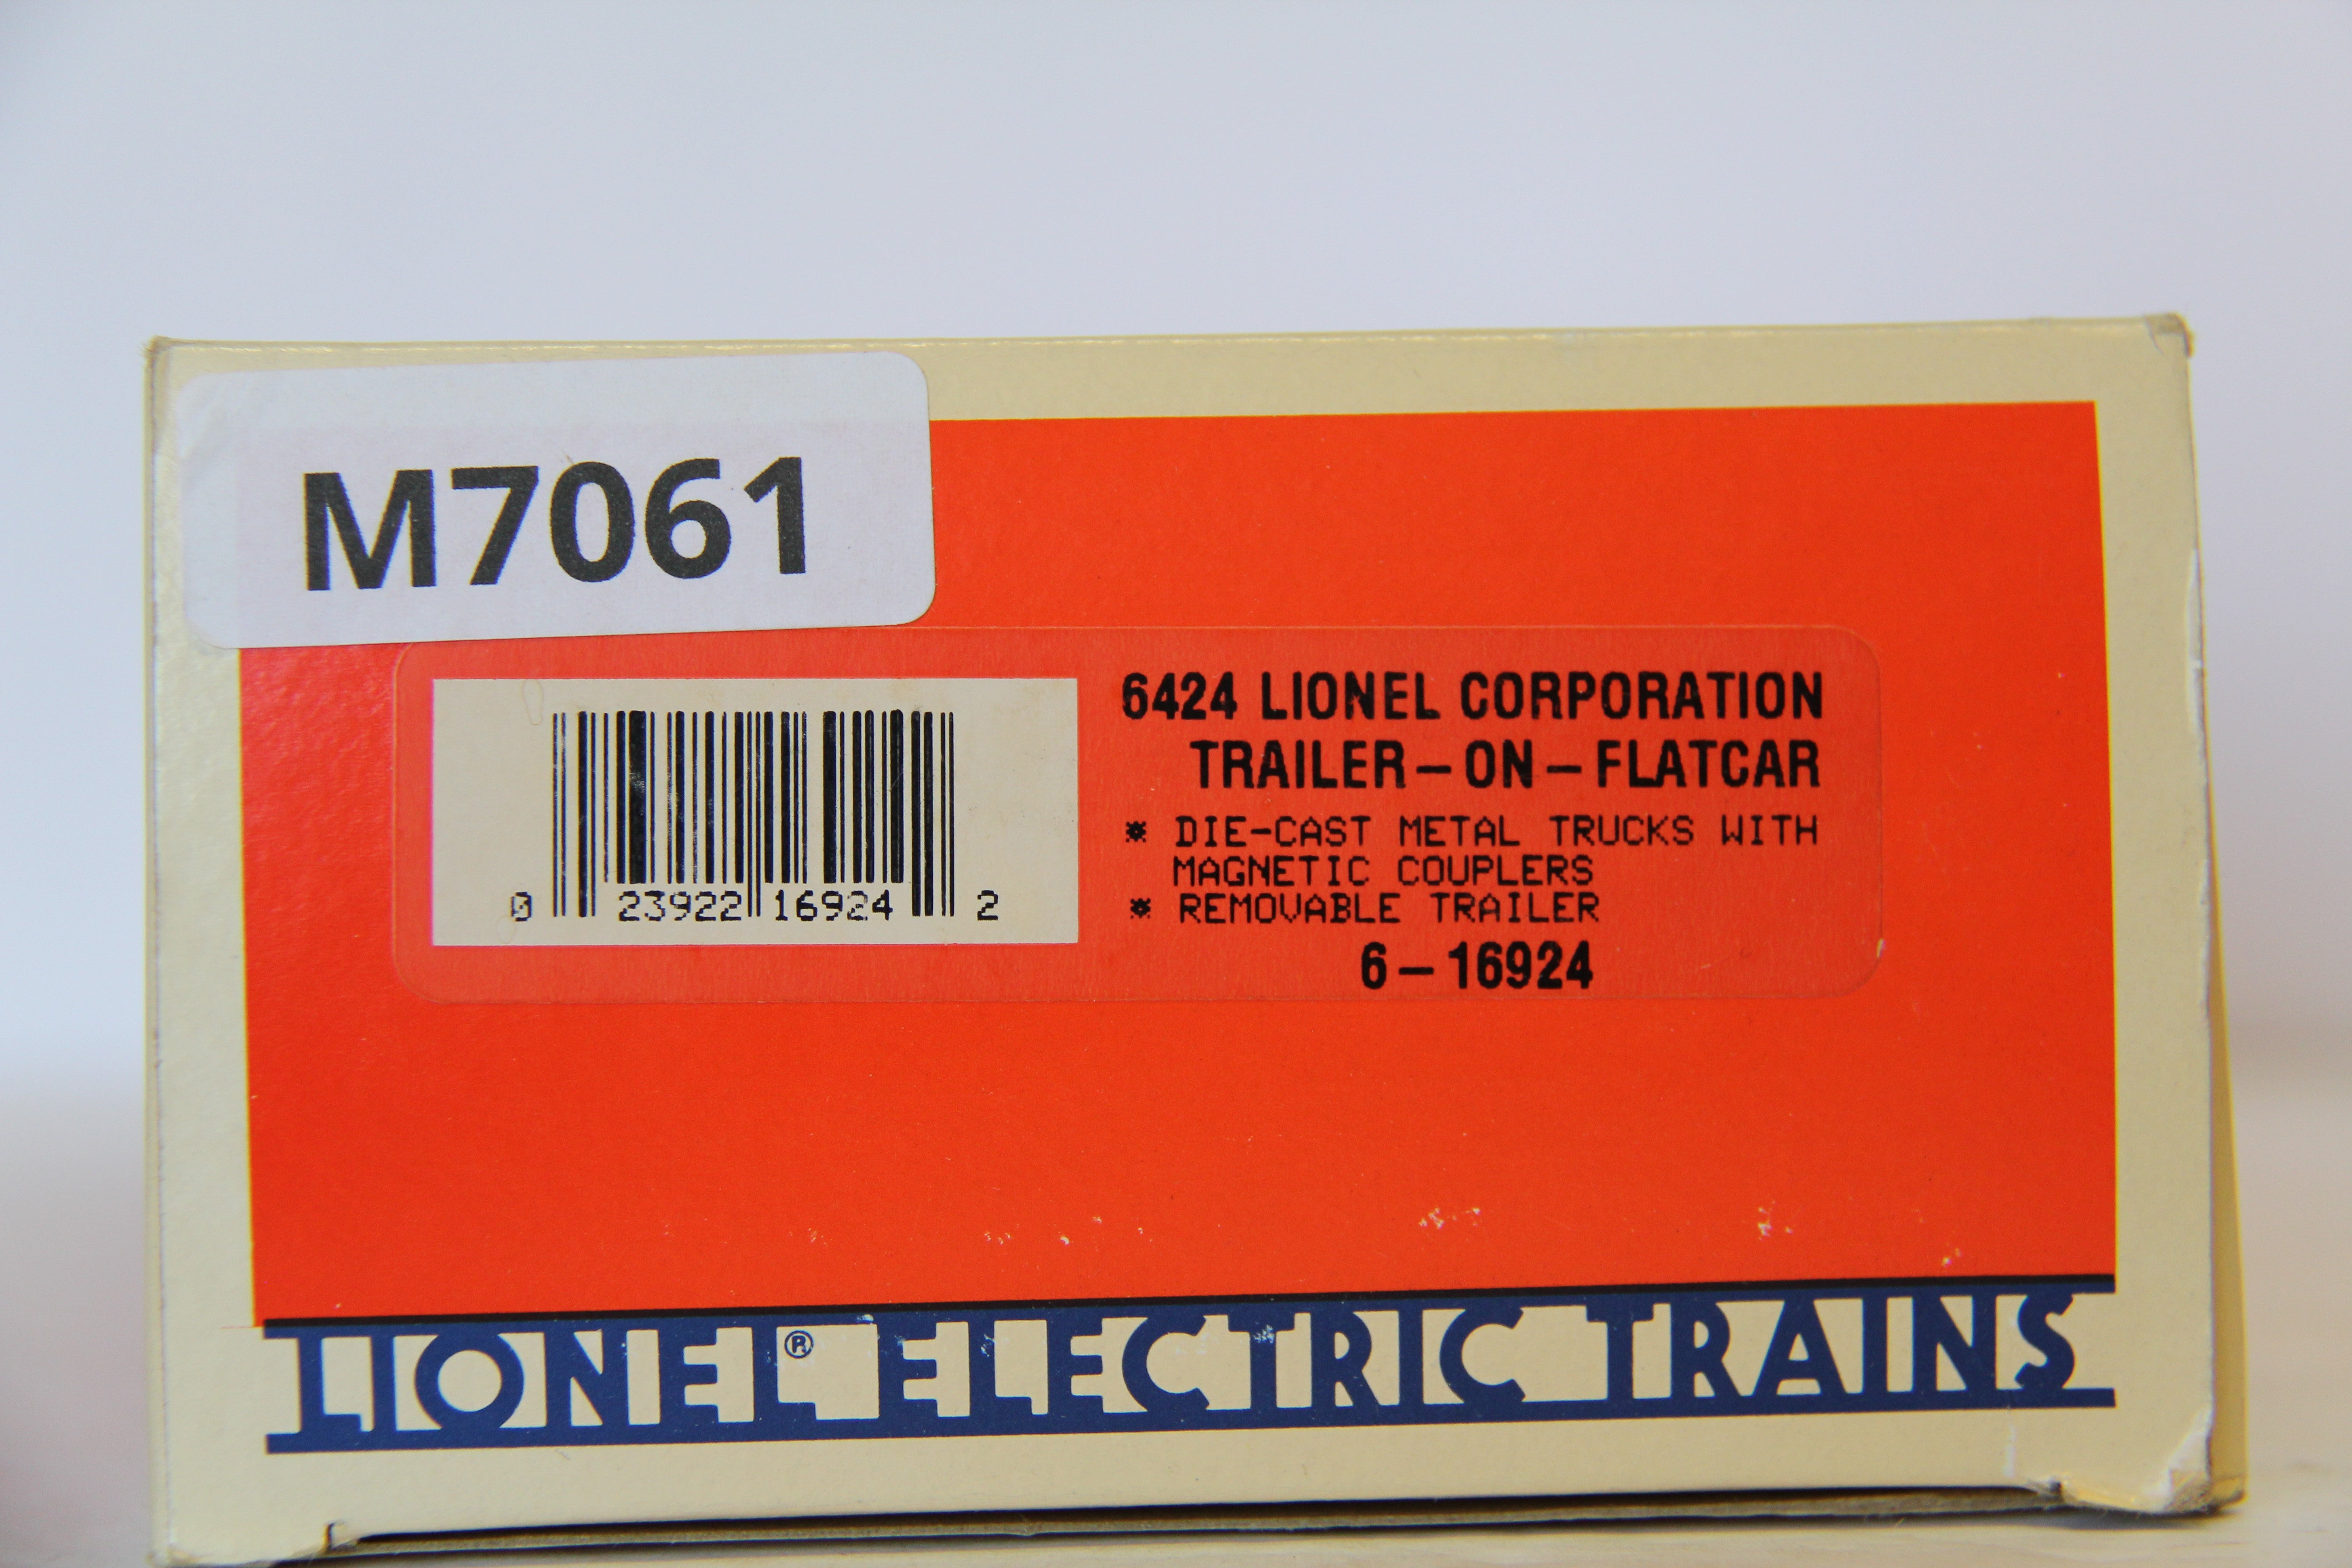 M7061
6424 LIONEL CORPORATION
TRAILER-ON-FLATCAR
* DIE-CAST METAL TRUCKS WITH
MAGNETIC COUPLERS
* REMOVABLE TRAILER
6-16924
0 23922 16924 2
LIONEL® ELECTRIC TRAINS